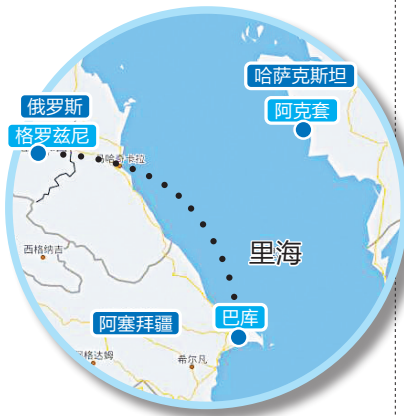 哈萨克斯坦
阿克套
俄罗斯
格罗兹尼
马哈奇卡拉
里海
西格纳吉
阿塞拜疆
巴库
希尔凡